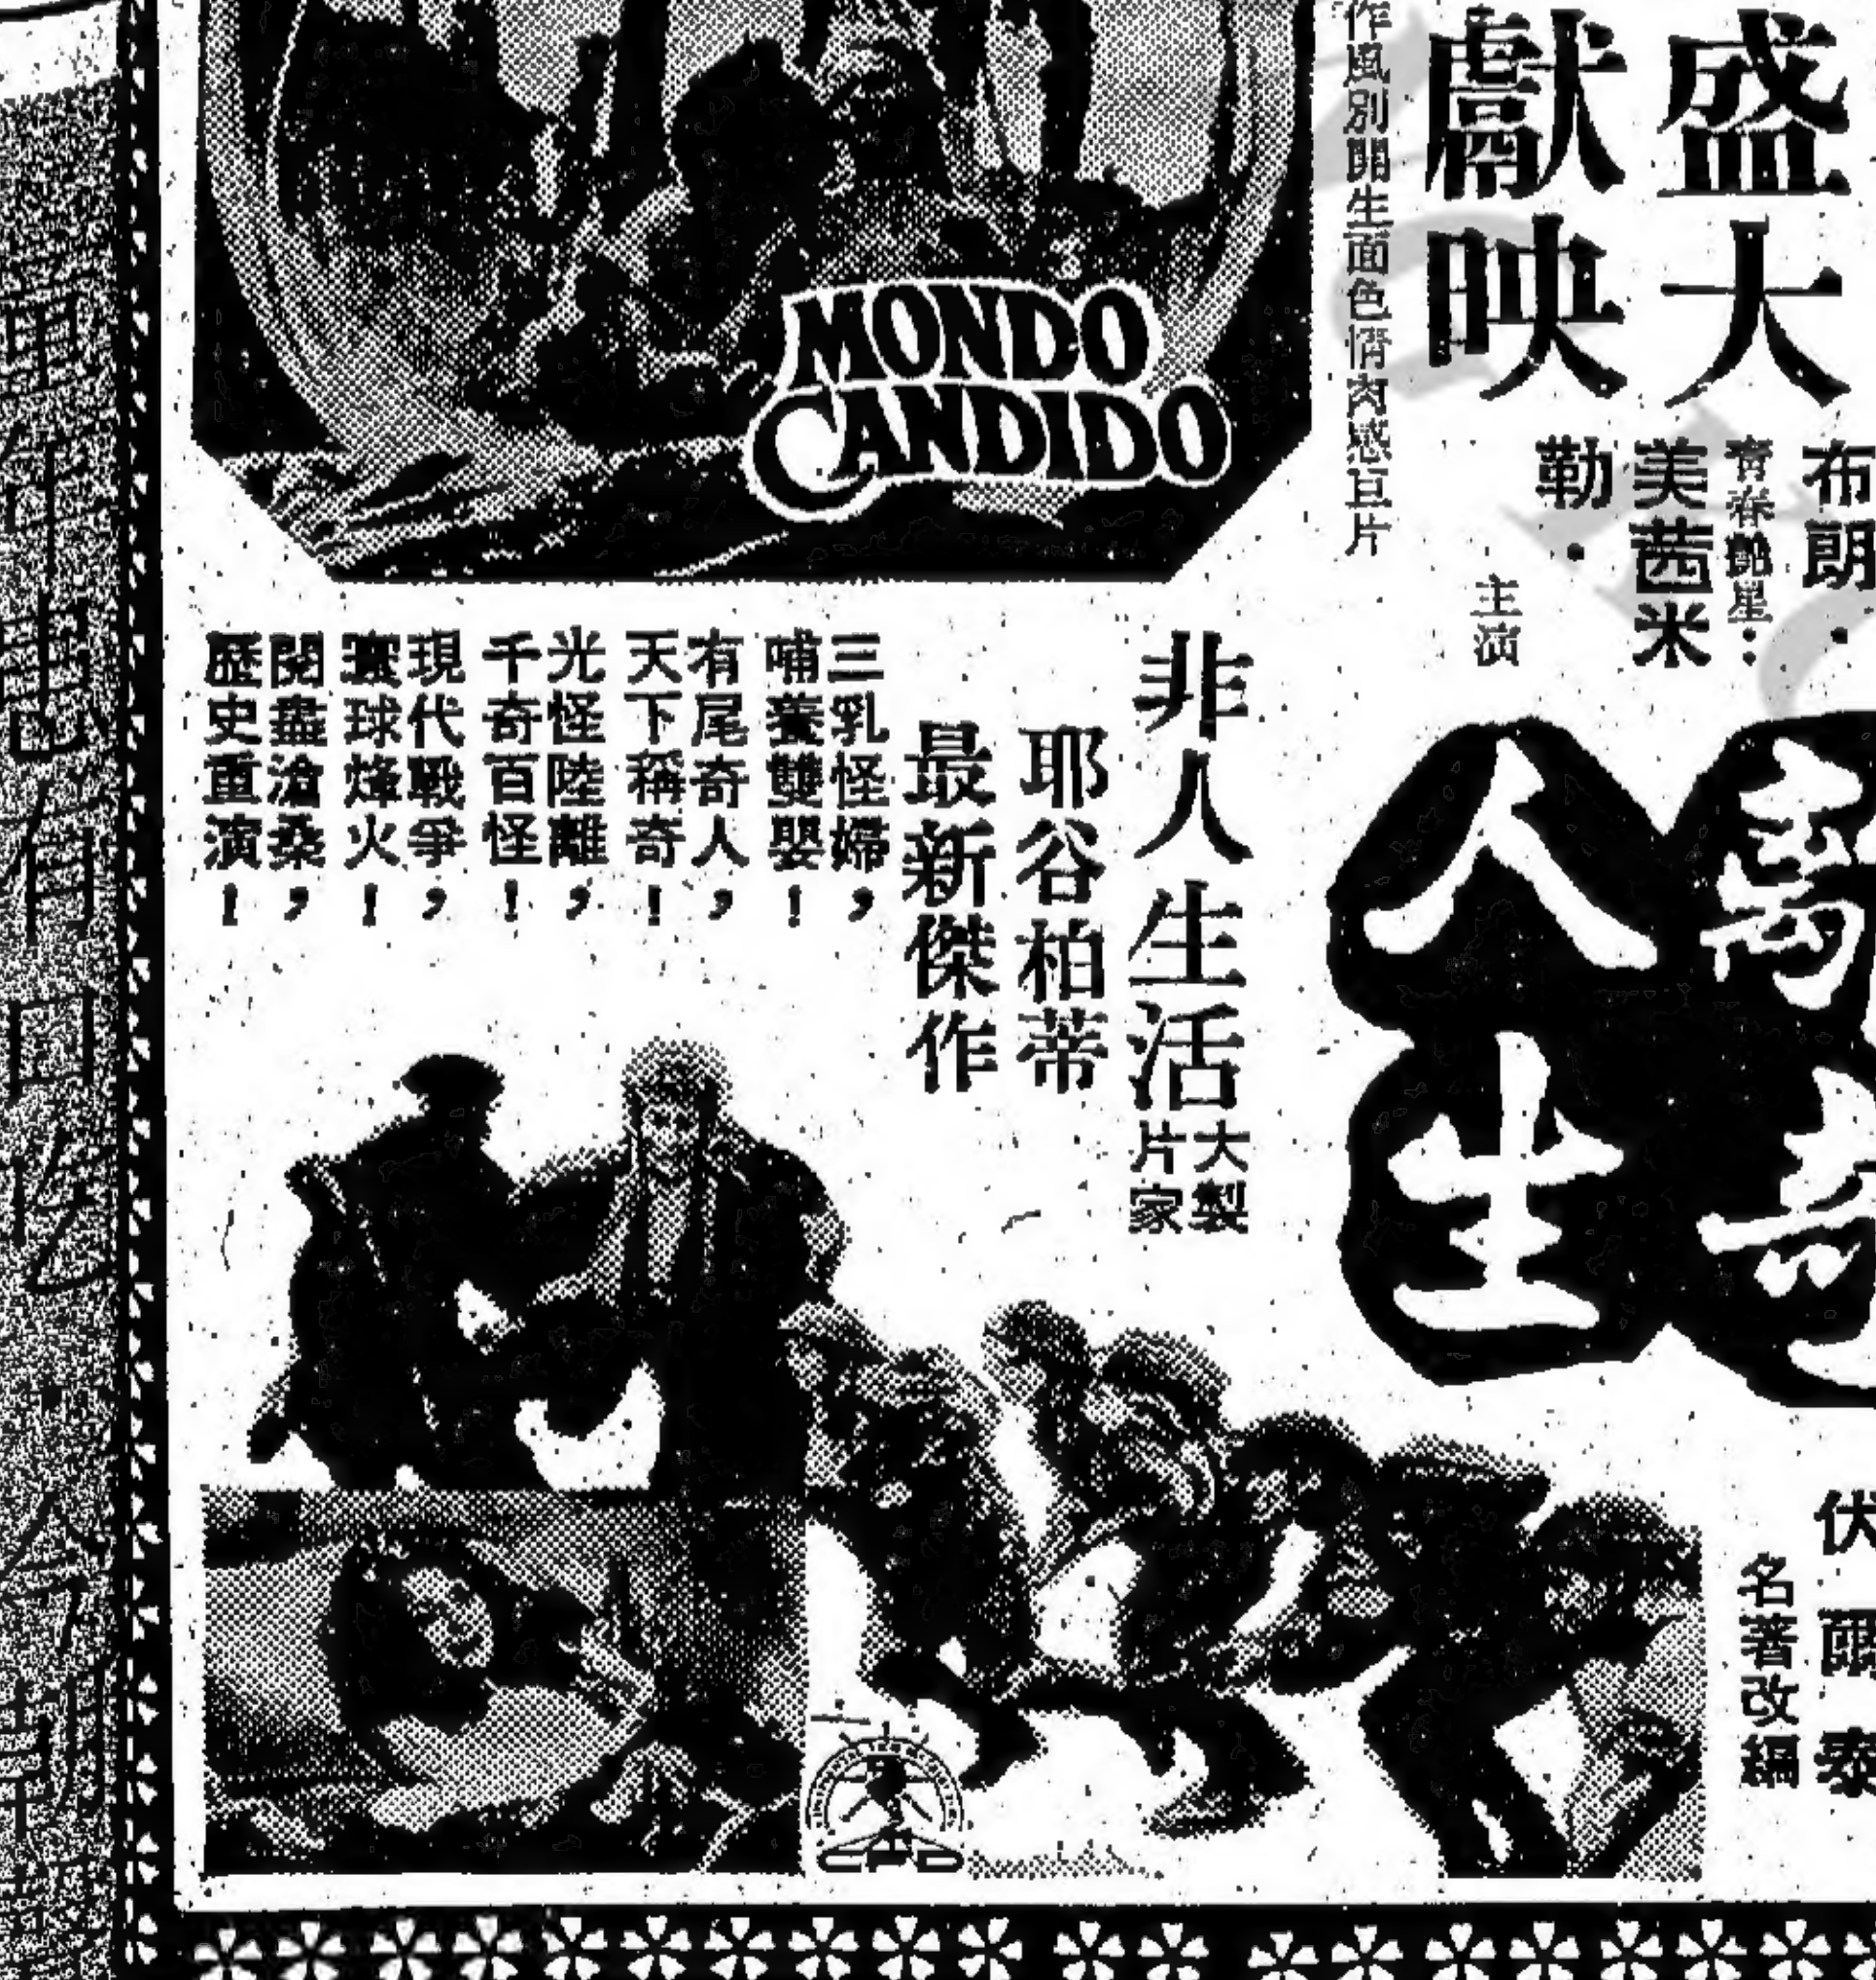 盛大
獻映
作風別開生面色情肉感巨片
布朗·
青春艷星：
美茜米
勒·
主演
MONDO
CANDIDO
人生
非人生活
大製
片家
耶谷柏蒂
最新傑作
三乳怪婦，
哺養雙嬰！
有尾奇人，
天下稱奇！
光怪陸離，
千奇百怪！
現代戰爭，
寰球烽火！
閱盡滄桑，
歷史重演！
伏爾泰
名著改編